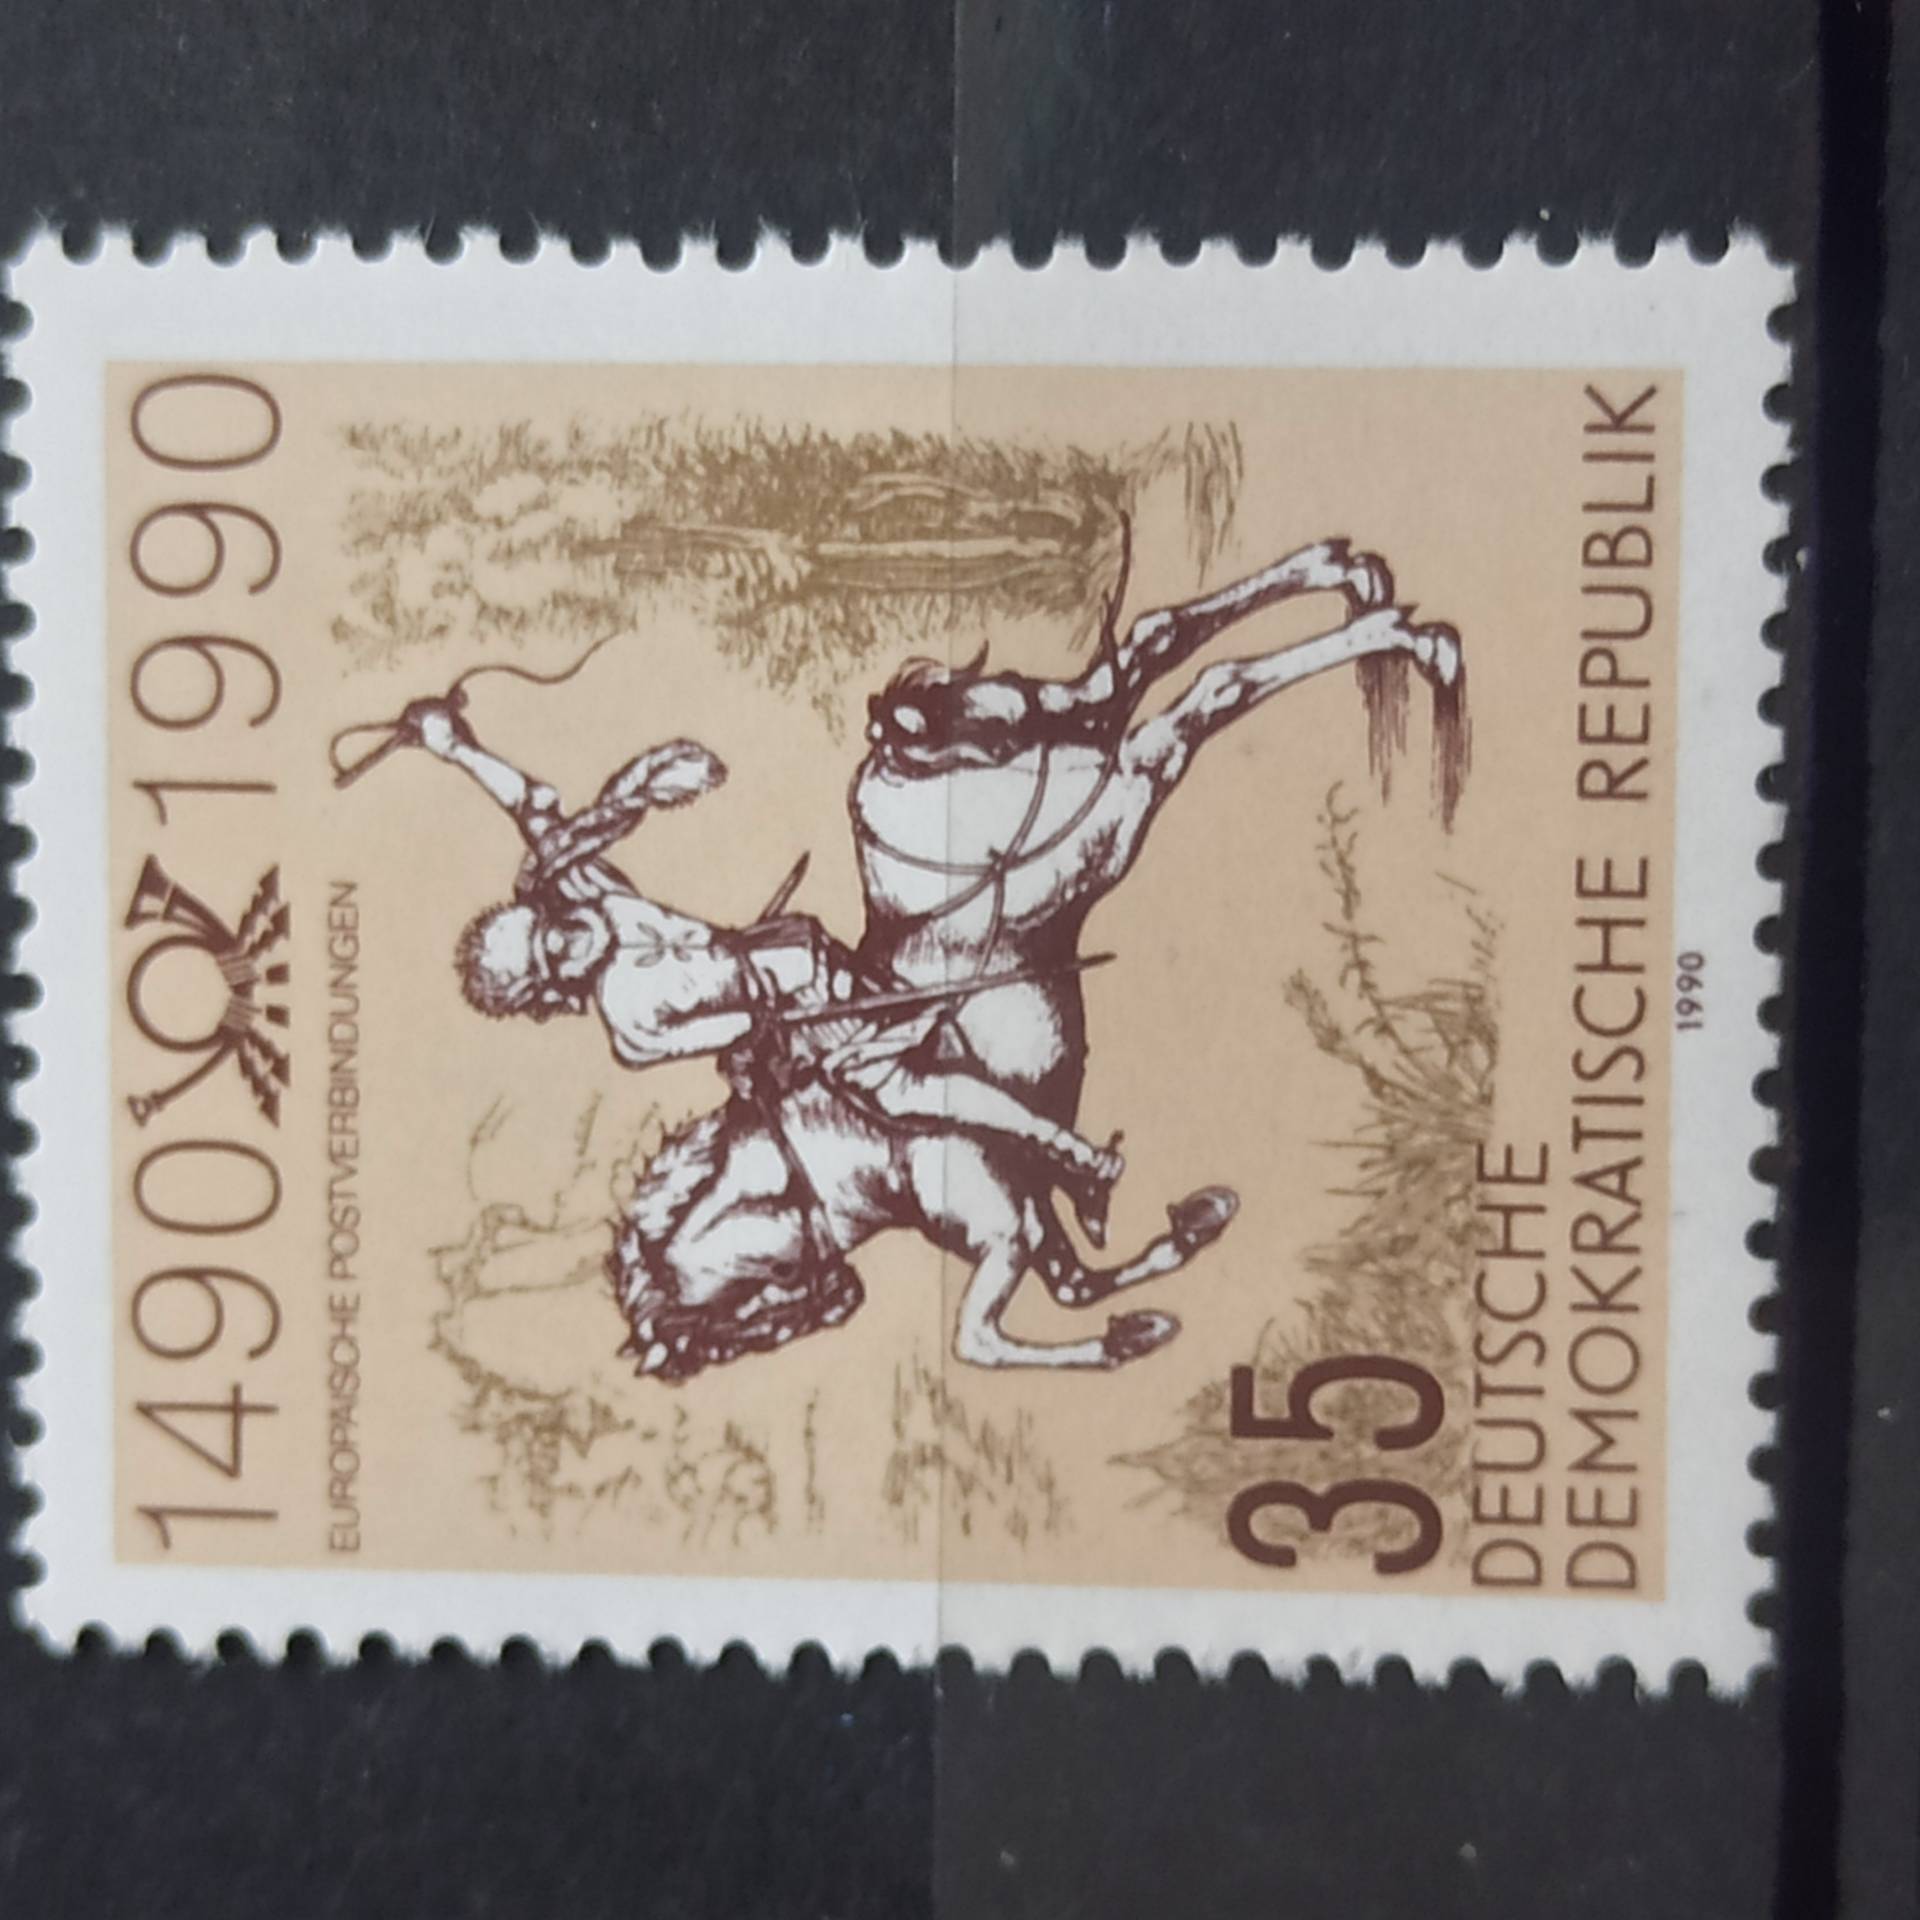 1490 1990
EUROPÄISCHE POSTVERBINDUNGEN
35
DEUTSCHE
DEMOKRATISCHE REPUBLIK
1990